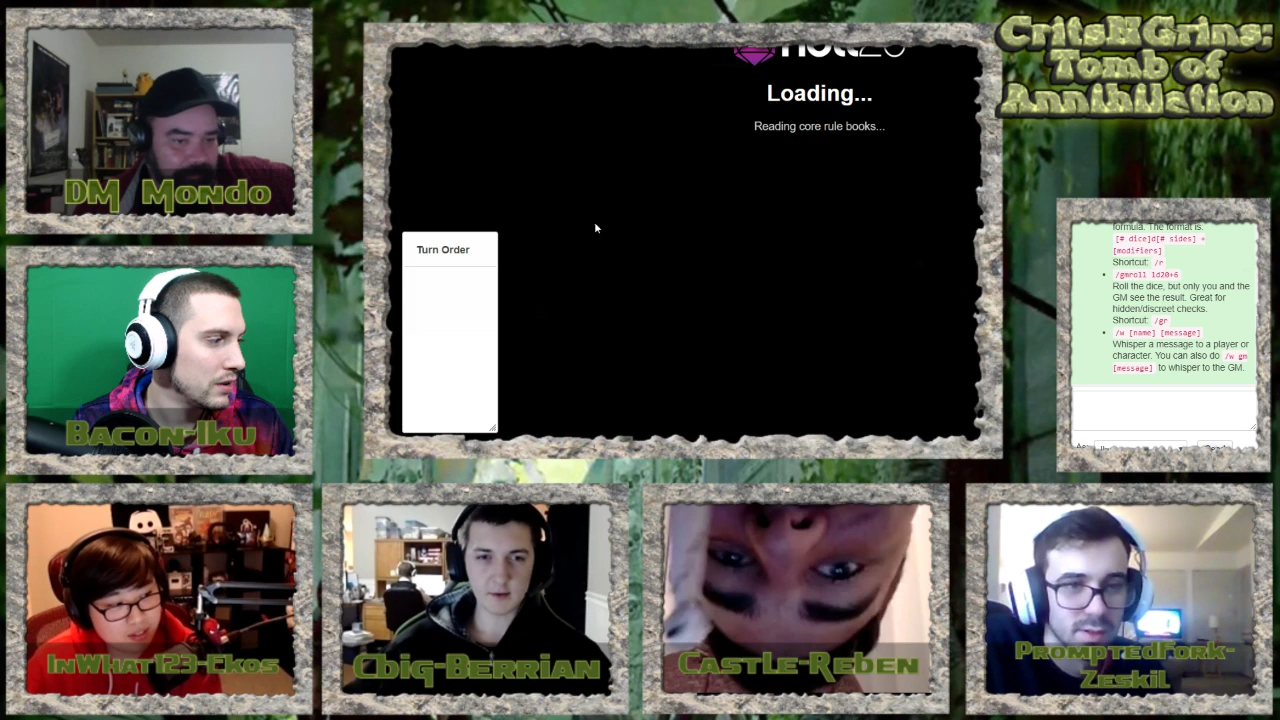 DM Mondo
Bacon-Iku
Loading...
Reading core rule books...
Turn Order
CritsNGrins:
Tomb of
Annihilation
formula. The format is:
[# dice]d[# sides] +
[modifiers]
Shortcut: /r
/gmroll 1d20+6
Roll the dice, but only you and the
GM see the result. Great for
hidden/discreet checks.
Shortcut: /gr
/w [name] [message]
Whisper a message to a player or
character. You can also do /w gm
[message] to whisper to the GM.
InWhat123-Ekos
Cbig-Berrian
Castle-Reben
PromptedFork-
Zeskil